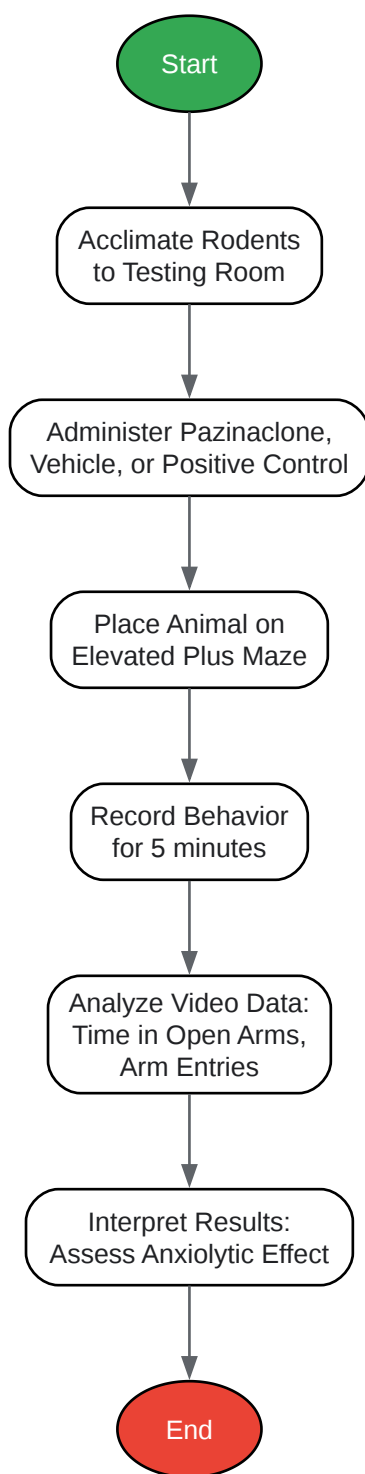 Start
Acclimate Rodents
to Testing Room
Administer Pazinaclone,
Vehicle, or Positive Control
Place Animal on
Elevated Plus Maze
Record Behavior
for 5 minutes
Analyze Video Data:
Time in Open Arms,
Arm Entries
Interpret Results:
Assess Anxiolytic Effect
End